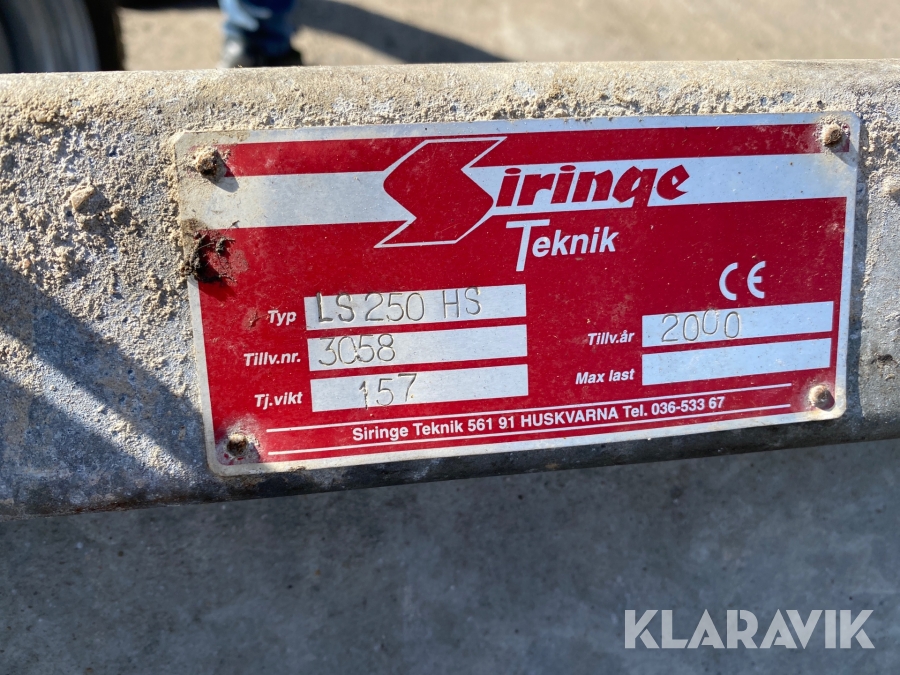 Siringe
Teknik
CE
Typ LS 250 HS
Tillv.nr. 3058
Tillv.år 2000
Tj.vikt 157
Max last
Siringe Teknik 561 91 HUSKVARNA Tel. 036-533 67
KLARAVIK